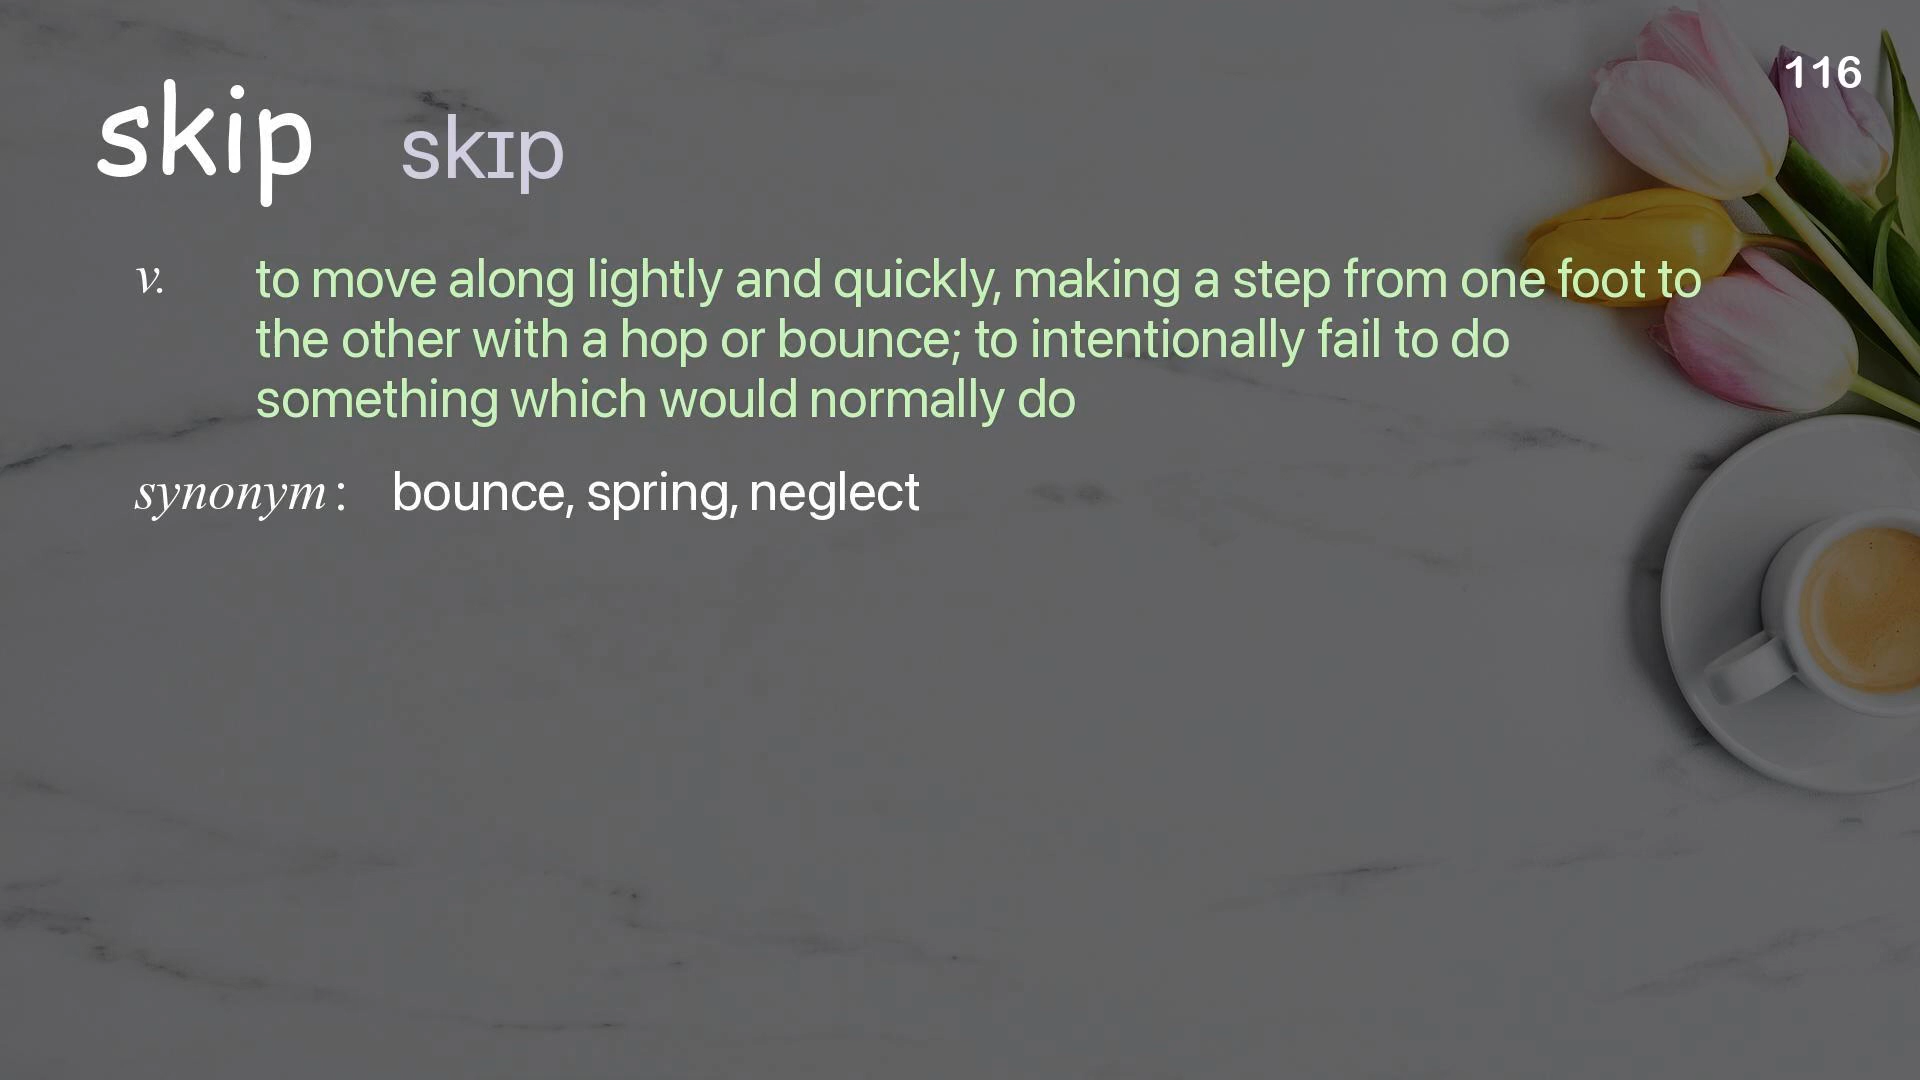 116
skip skɪp
v. to move along lightly and quickly, making a step from one foot to
the other with a hop or bounce; to intentionally fail to do
something which would normally do
synonym : bounce, spring, neglect